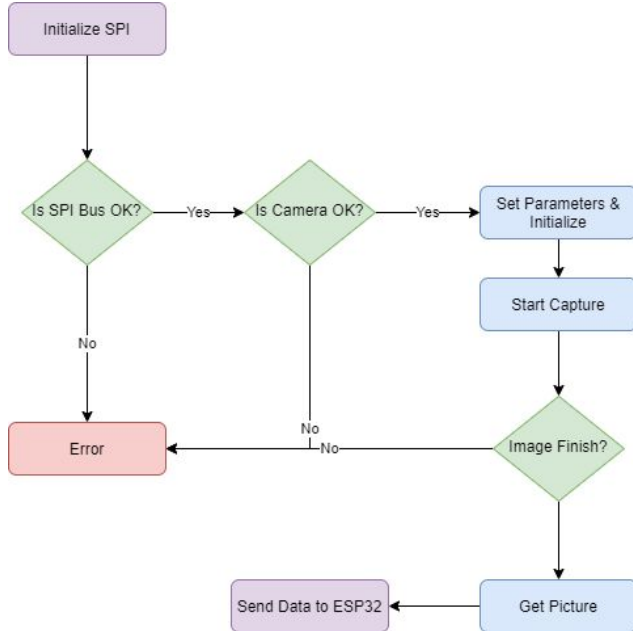 Initialize SPI
Is SPI Bus OK?
Yes
Is Camera OK?
Yes
Set Parameters &
Initialize
Start Capture
No
No
Error
No
Image Finish?
Send Data to ESP32
Get Picture